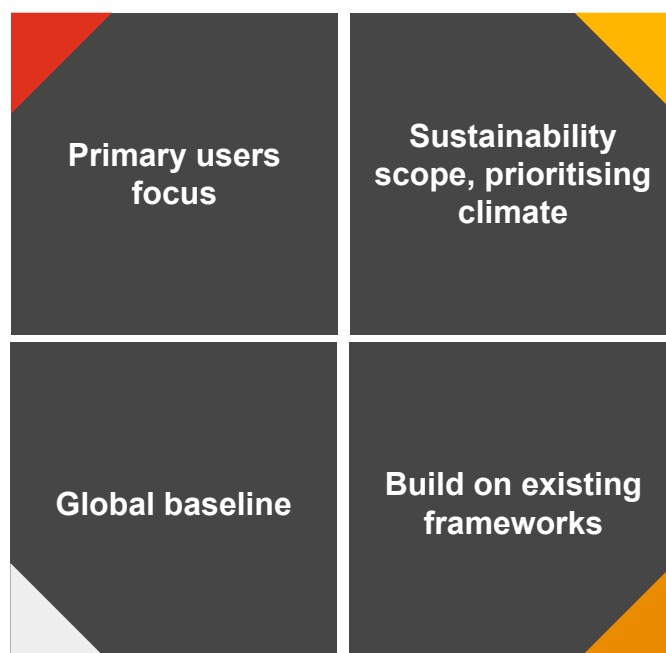 Primary users
focus
Sustainability
scope, prioritising
climate
Global baseline
Build on existing
frameworks